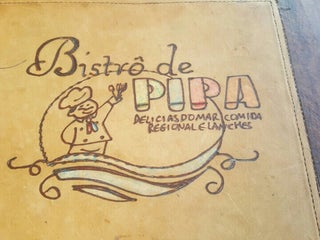 Bistrô de
PIPA
DELICIAS DO MAR, COMIDA
REGIONAL E LANCHES